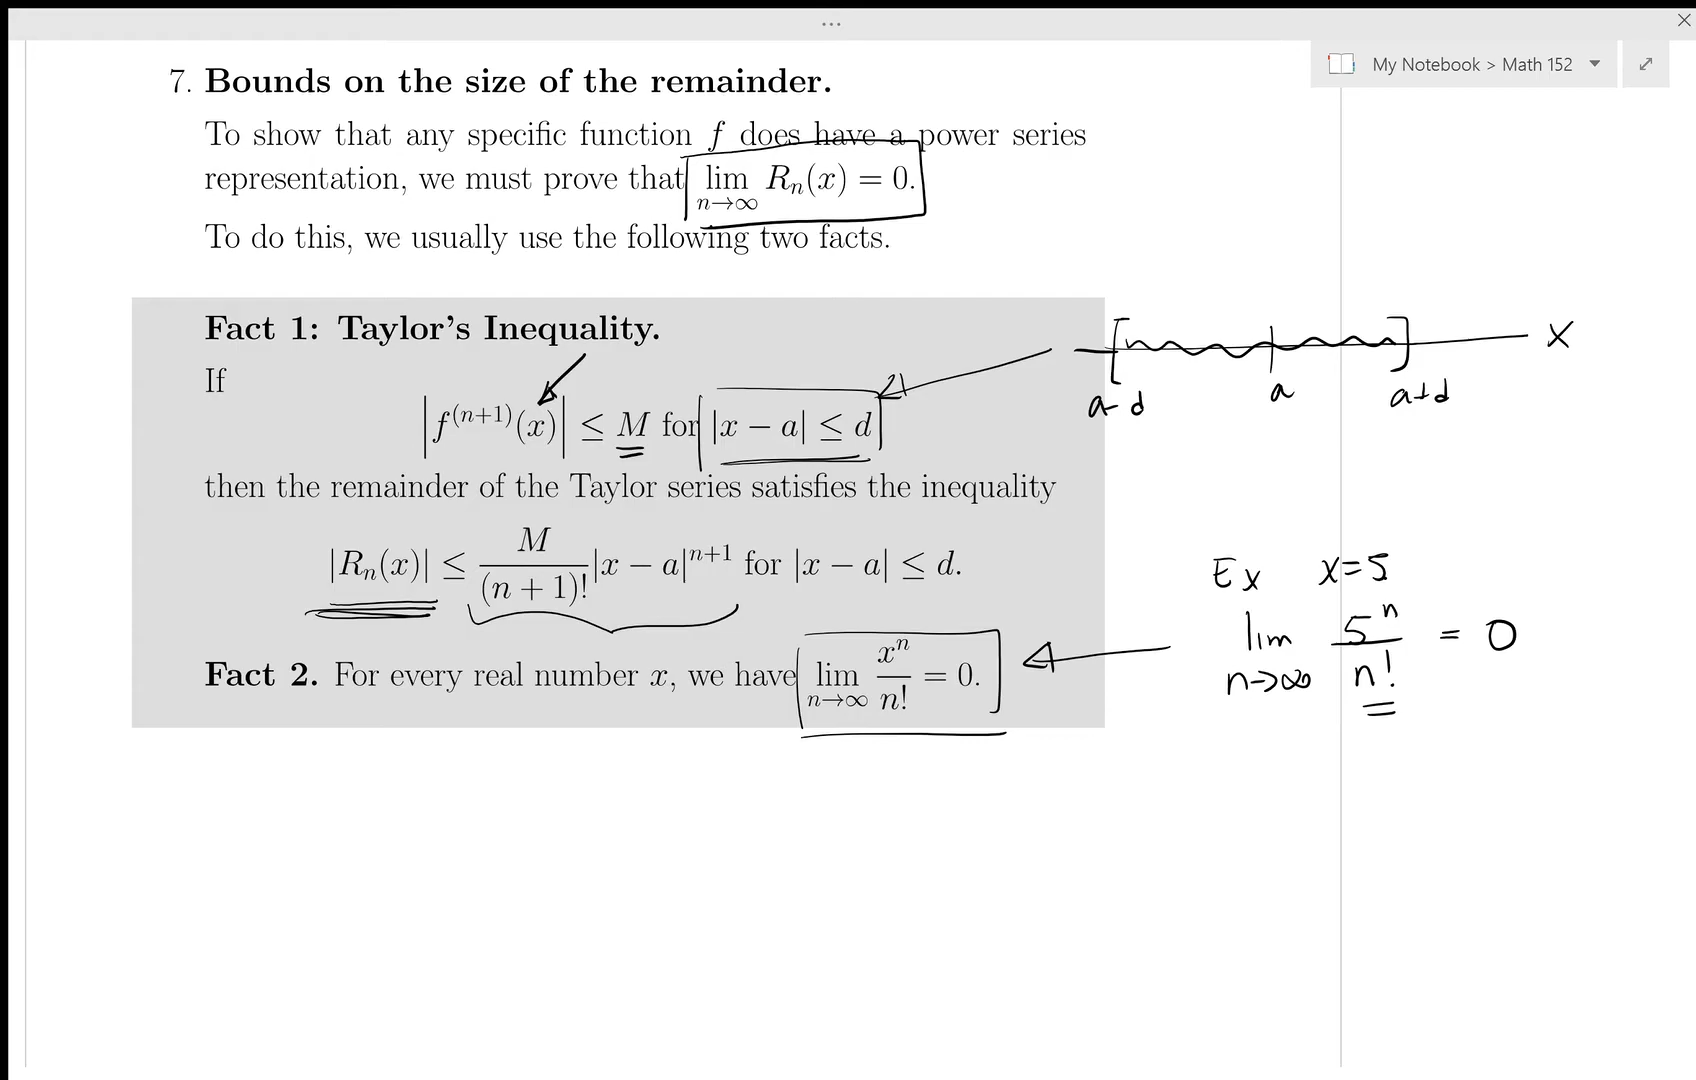 ...
My Notebook > Math 152
7. Bounds on the size of the remainder.
To show that any specific function f does have a power series
representation, we must prove that lim_{n→∞} R_n(x) = 0.
To do this, we usually use the following two facts.
Fact 1: Taylor's Inequality.
If
|f^{(n+1)}(x)| ≤ M for |x − a| ≤ d
then the remainder of the Taylor series satisfies the inequality
|R_n(x)| ≤ \frac{M}{(n + 1)!}|x − a|^{n+1} for |x − a| ≤ d.
Fact 2. For every real number x, we have lim_{n→∞} \frac{x^n}{n!} = 0.
X
a-d a a+d
Ex x=5
lim_{n→∞} \frac{5^n}{n!} = 0